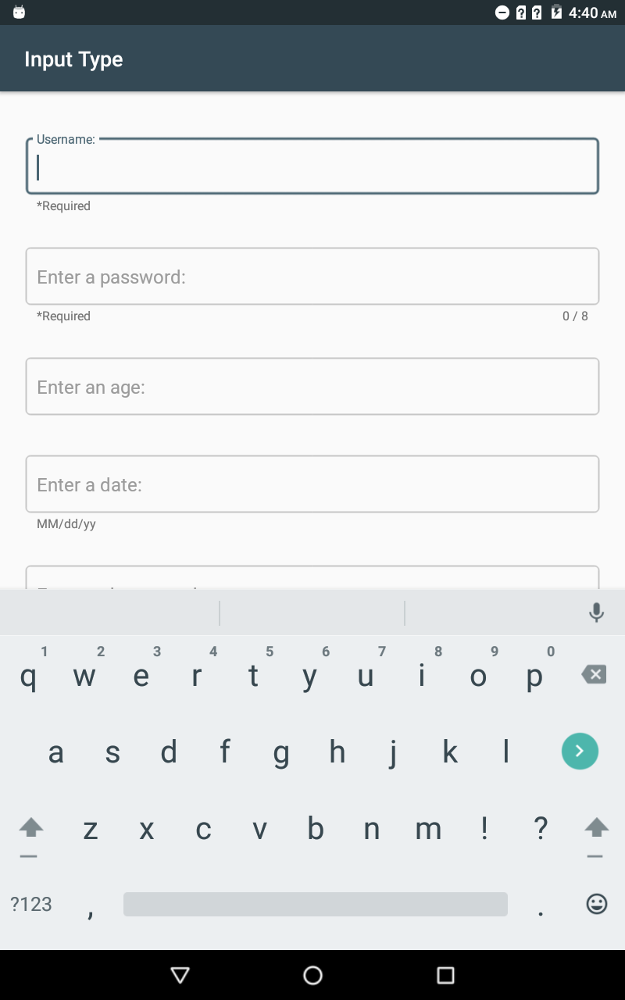 4:40 AM
Input Type
Username:
*Required
Enter a password:
*Required 0 / 8
Enter an age:
Enter a date:
MM/dd/yy
1 2 3 4 5 6 7 8 9 0
q w e r t y u i o p
a s d f g h j k l
z x c v b n m ! ?
?123 , .